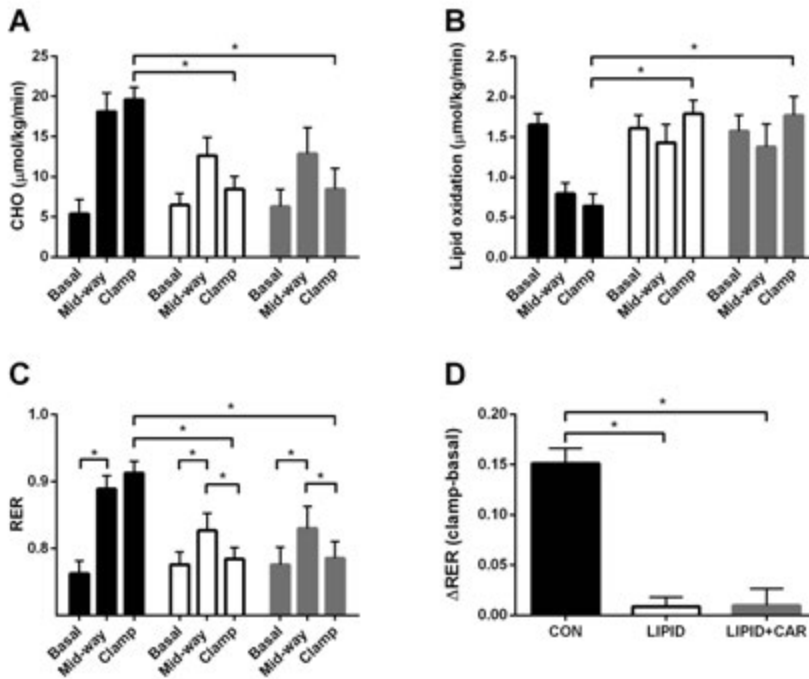 A
CHO (μmol/kg/min)
25
20
15
10
5
0
*
*
Basal
Mid-way
Clamp
Basal
Mid-way
Clamp
Basal
Mid-way
Clamp
B
Lipid oxidation (μmol/kg/min)
2.5
2.0
1.5
1.0
0.5
0.0
*
*
Basal
Mid-way
Clamp
Basal
Mid-way
Clamp
Basal
Mid-way
Clamp
C
RER
1.0
0.9
0.8
*
*
*
*
*
*
*
Basal
Mid-way
Clamp
Basal
Mid-way
Clamp
Basal
Mid-way
Clamp
D
ΔRER (clamp-basal)
0.20
0.15
0.10
0.05
0.00
*
*
CON LIPID LIPID+CAR